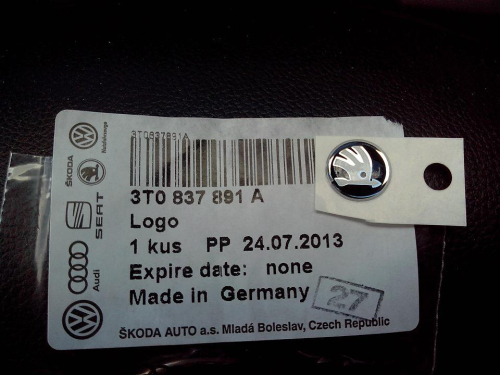 3T0837891A
3T0 837 891 A
Logo
1 kus PP 24.07.2013
Expire date: none
Made in Germany
27
ŠKODA AUTO a.s. Mladá Boleslav, Czech Republic
Nutzfahrzeuge
ŠKODA
SEAT
Audi